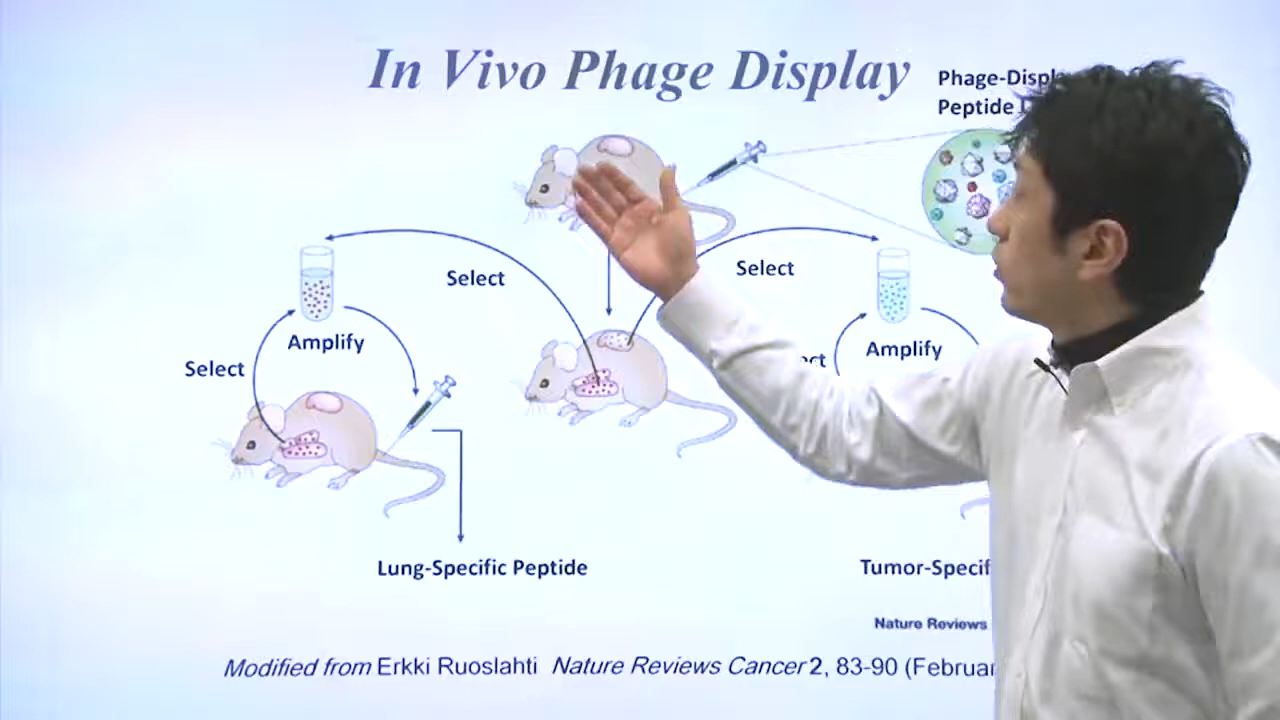 In Vivo Phage Display
Phage-Displ
Peptide
Select
Select
Amplify
Amplify
Select
Lung-Specific Peptide
Tumor-Specif
Nature Reviews
Modified from Erkki Ruoslahti Nature Reviews Cancer 2, 83-90 (Februar